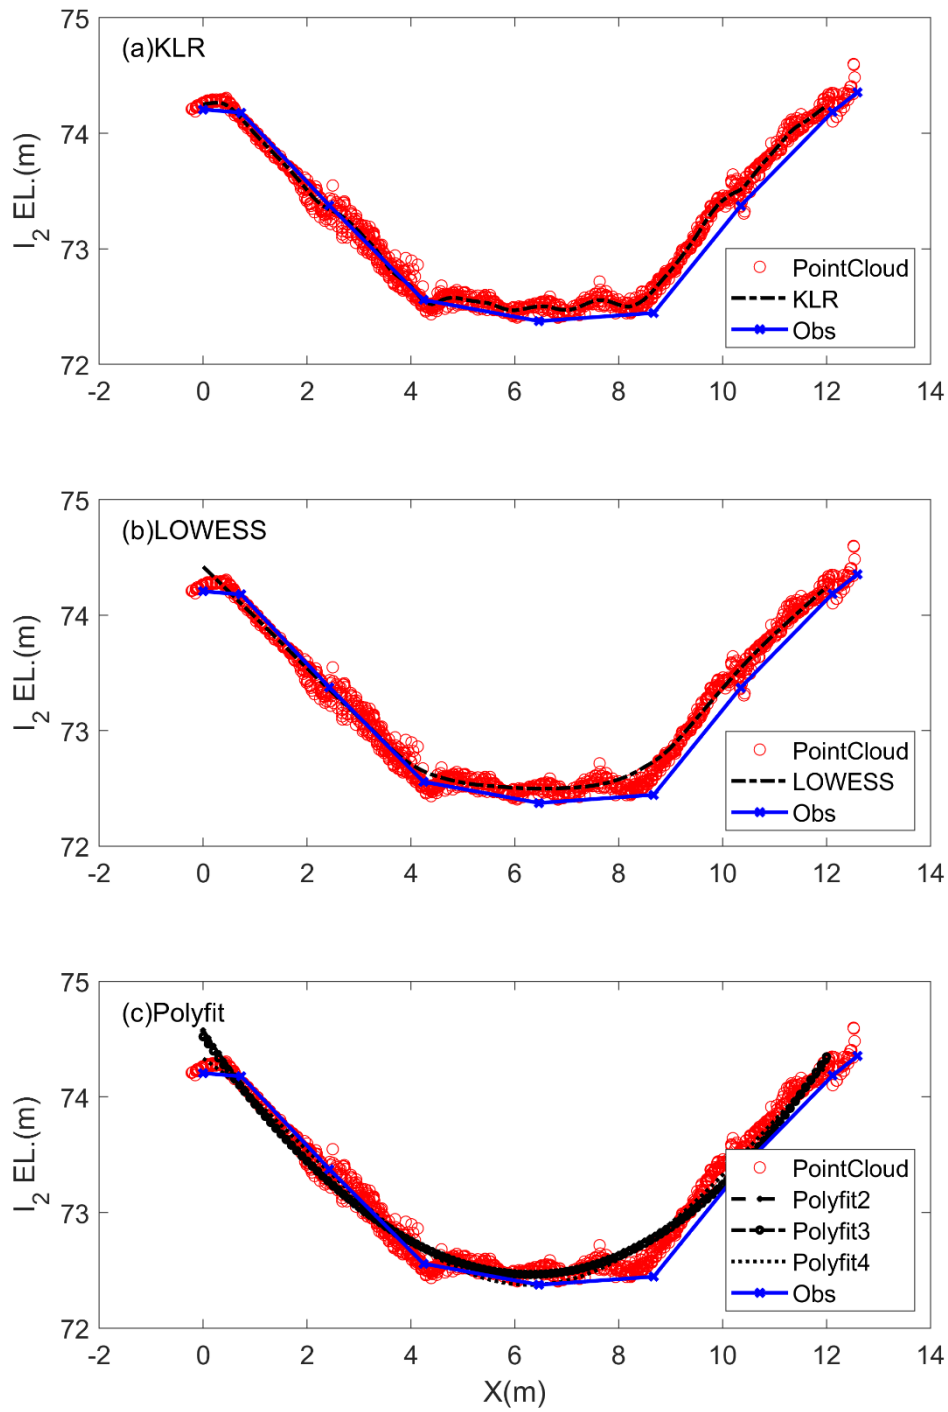 (a)KLR
75
74
73
72
I₂ EL.(m)
-2 0 2 4 6 8 10 12 14
PointCloud
KLR
Obs
(b)LOWESS
75
74
73
72
I₂ EL.(m)
-2 0 2 4 6 8 10 12 14
PointCloud
LOWESS
Obs
(c)Polyfit
75
74
73
72
I₂ EL.(m)
-2 0 2 4 6 8 10 12 14
PointCloud
Polyfit2
Polyfit3
Polyfit4
Obs
X(m)